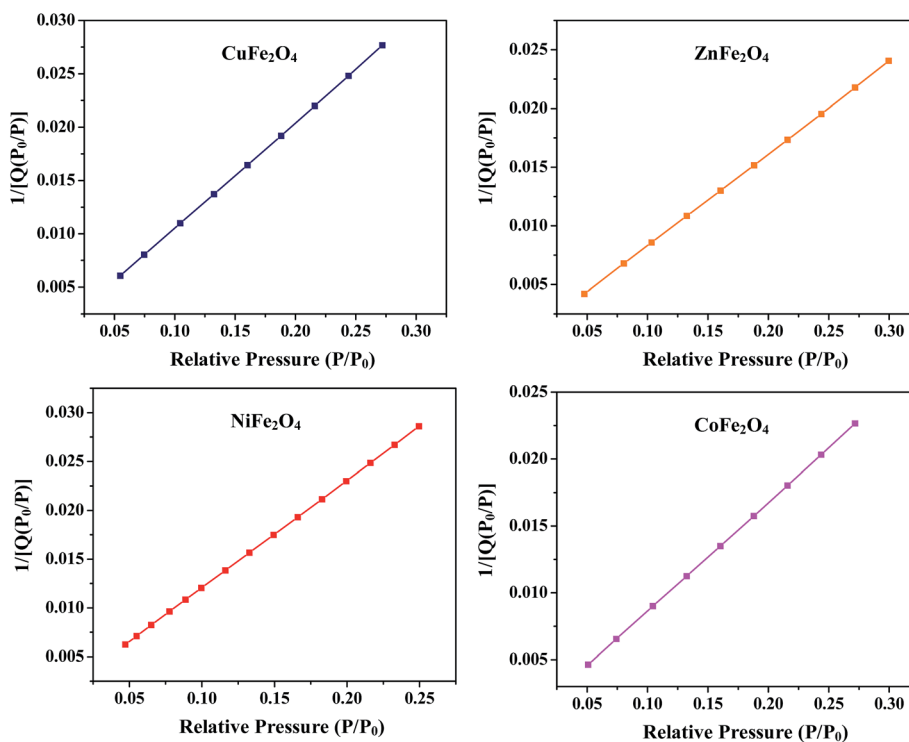 CuFe₂O₄
1/[Q(P₀/P)]
0.030
0.025
0.020
0.015
0.010
0.005
0.05 0.10 0.15 0.20 0.25 0.30
Relative Pressure (P/P₀)
ZnFe₂O₄
1/[Q(P₀/P)]
0.025
0.020
0.015
0.010
0.005
0.05 0.10 0.15 0.20 0.25 0.30
Relative Pressure (P/P₀)
NiFe₂O₄
1/[Q(P₀/P)]
0.030
0.025
0.020
0.015
0.010
0.005
0.05 0.10 0.15 0.20 0.25
Relative Pressure (P/P₀)
CoFe₂O₄
1/[Q(P₀/P)]
0.025
0.020
0.015
0.010
0.005
0.05 0.10 0.15 0.20 0.25 0.30
Relative Pressure (P/P₀)